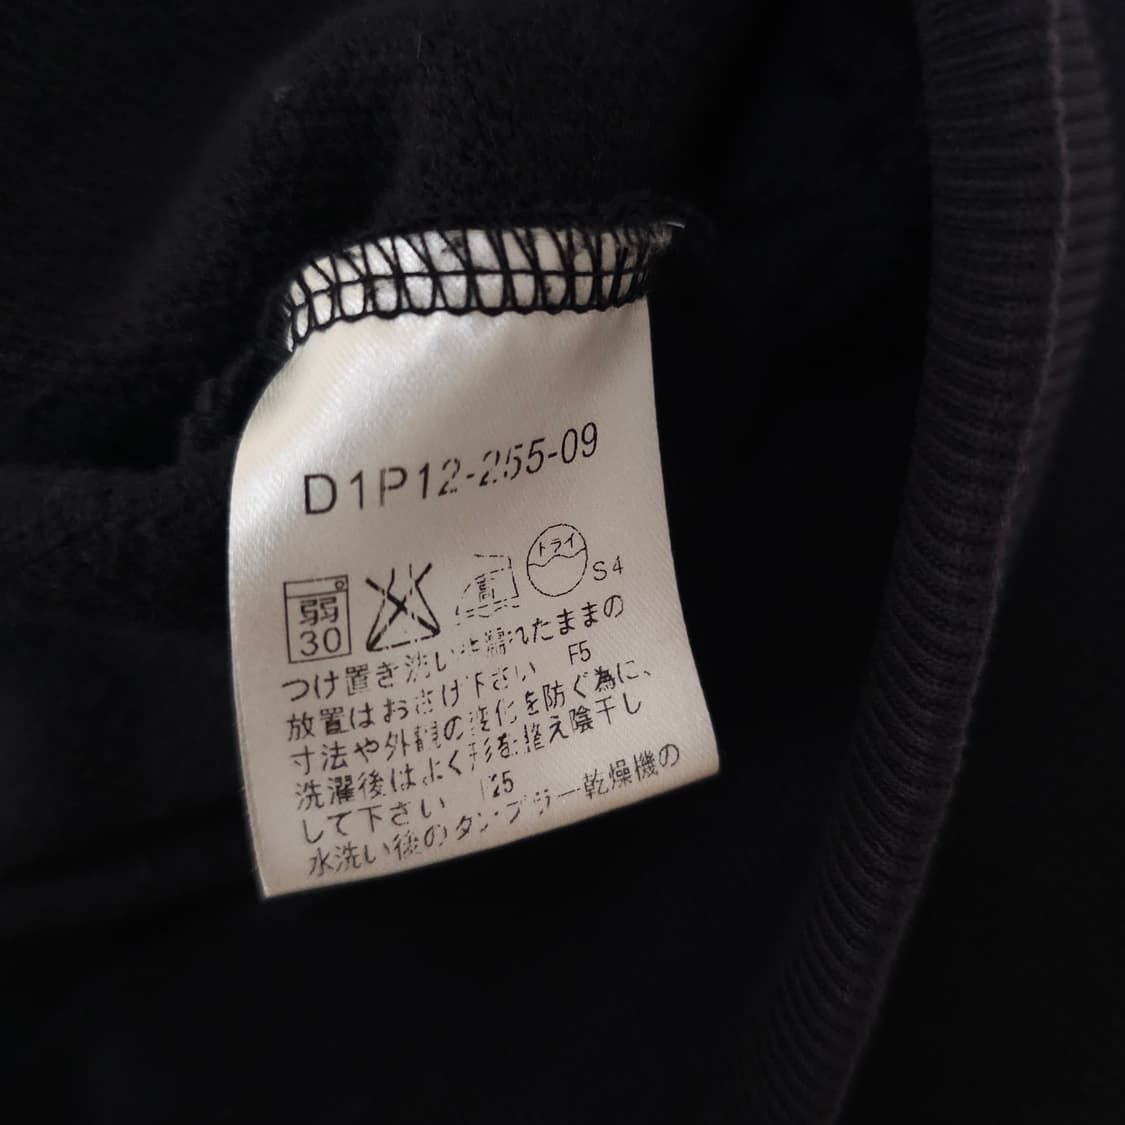 D1P12-255-09
弱
30
高
ドライ
S4
つけ置き洗いや濡れたままの
放置はお避け下さい F5
寸法や外観の変化を防ぐ為に、
洗濯後はよく形を整え陰干し
して下さい F25
水洗い後のタンブラー乾燥機の